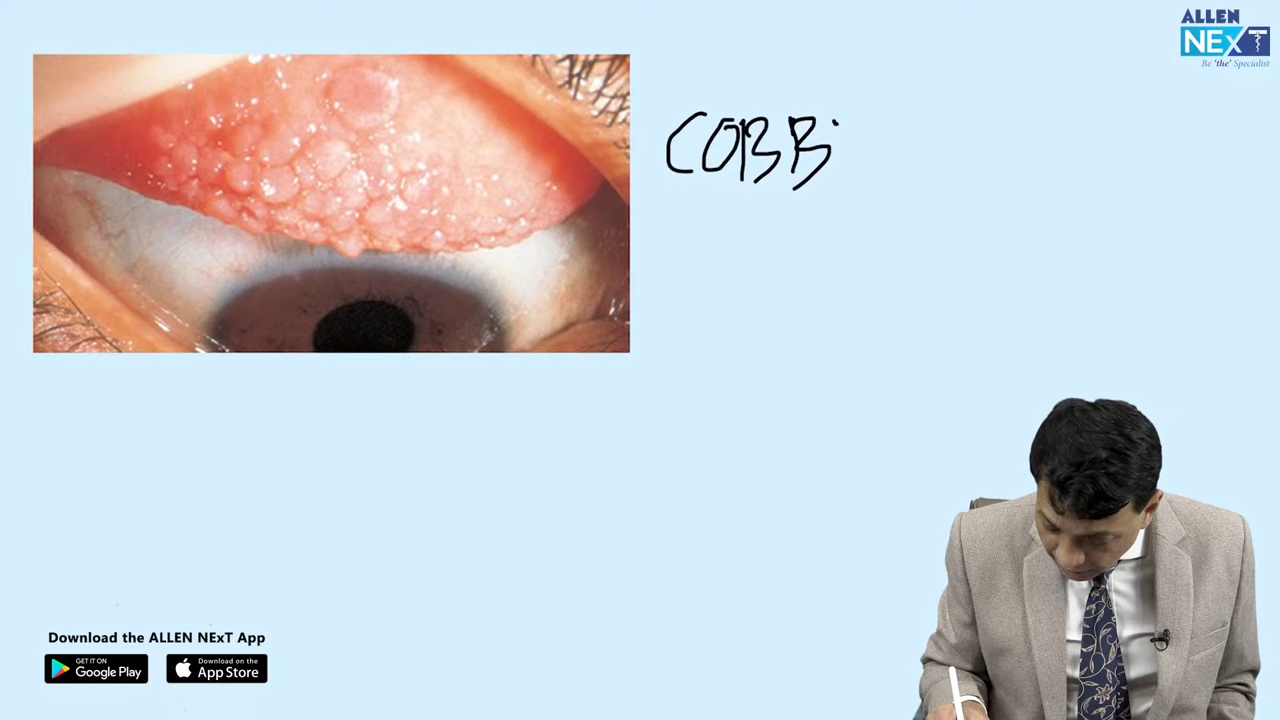 ALLEN
NExT
Be 'the' Specialist
COBB
Download the ALLEN NExT App
GET IT ON
Google Play
Download on the
App Store